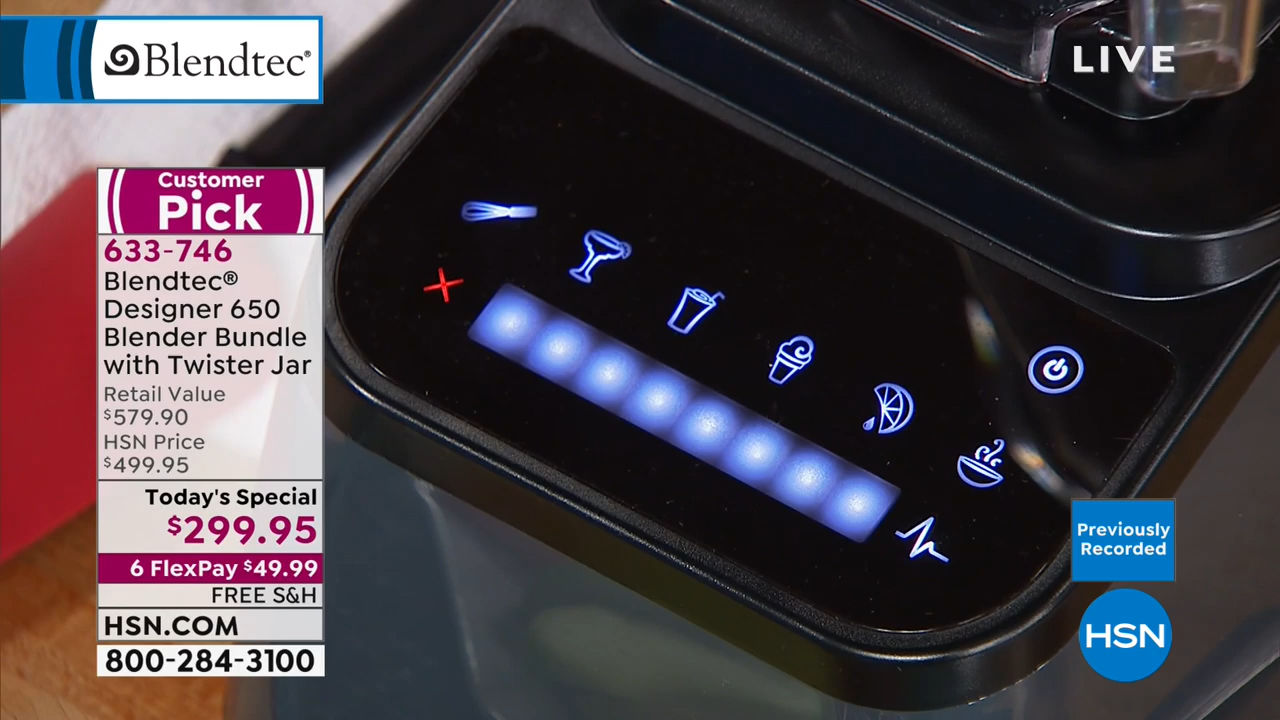 Blendtec®
LIVE
Customer
Pick
633-746
Blendtec®
Designer 650
Blender Bundle
with Twister Jar
Retail Value
$579.90
HSN Price
$499.95
Today's Special
$299.95
6 FlexPay $49.99
FREE S&H
HSN.COM
800-284-3100
Previously
Recorded
HSN